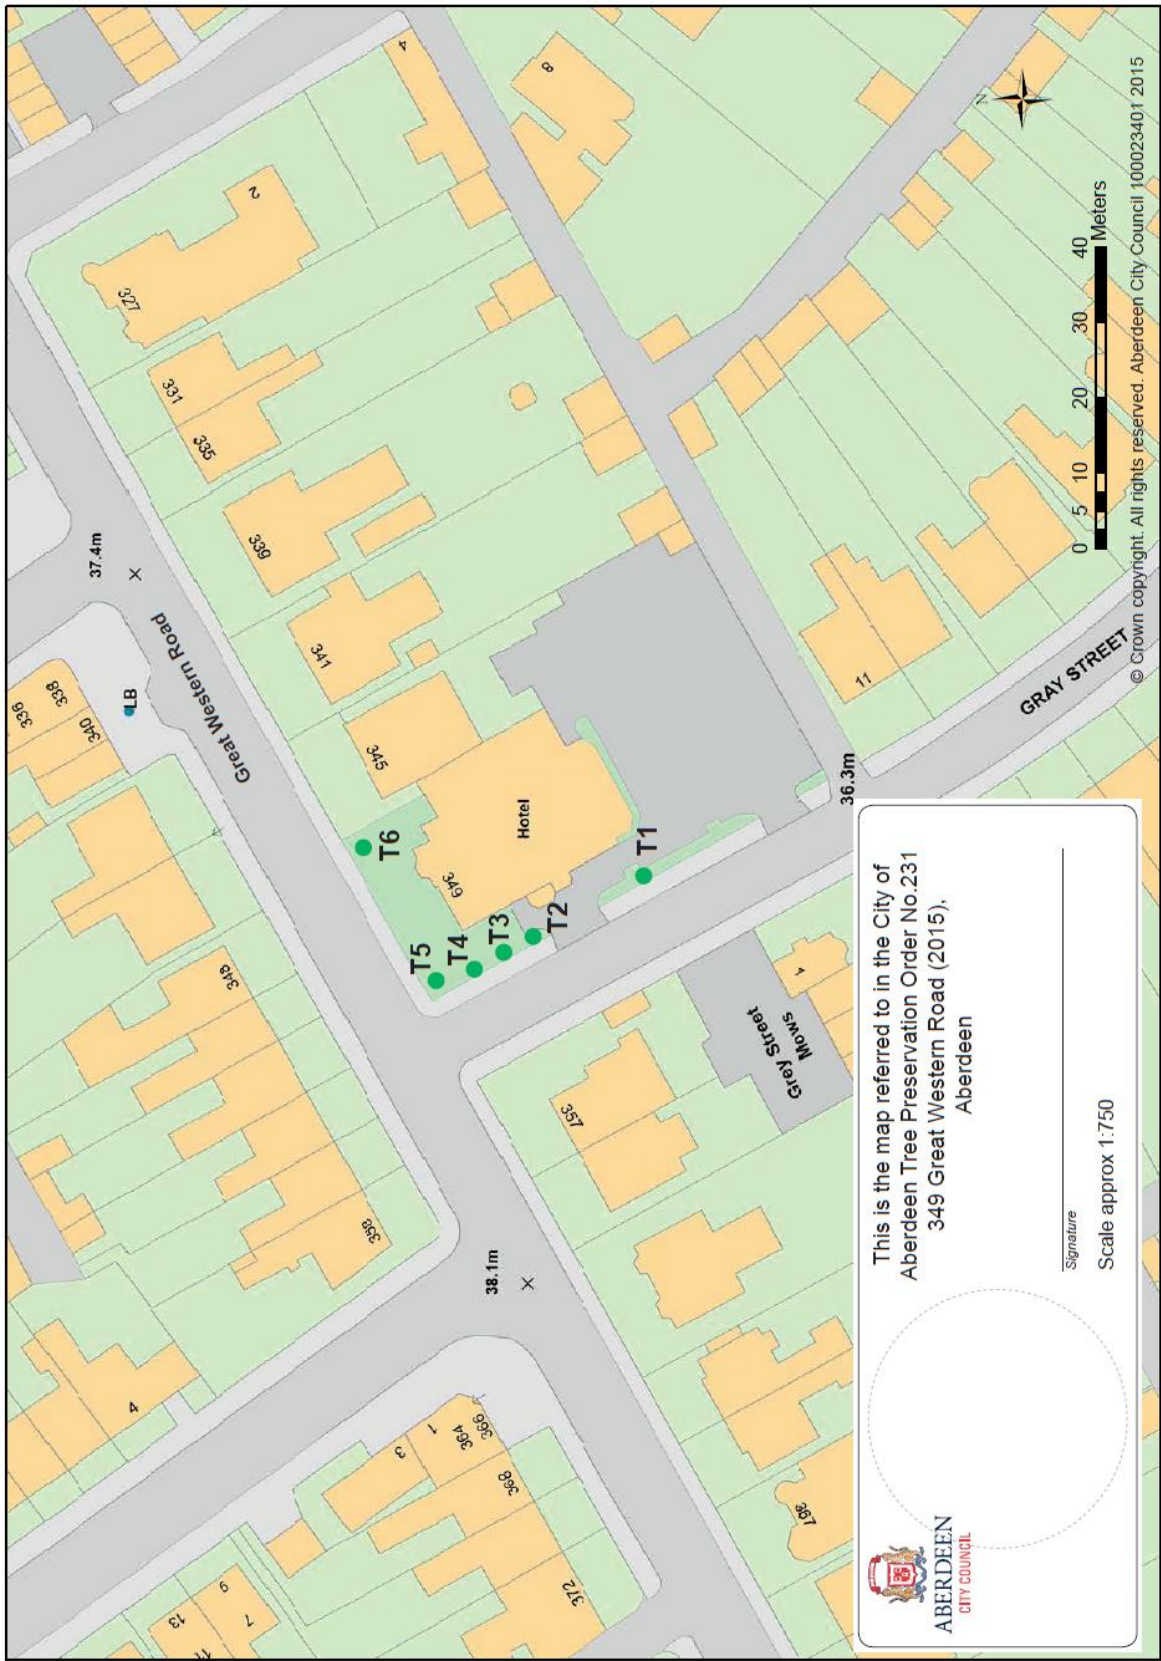 4
8
2
327
331
335
339
341
345
349
Hotel
37.4m
Great Western Road
336
338
340
LB
348
358
T6
T5
T4
T3
T2
T1
36.3m
11
GRAY STREET
Grey Street
Mows
1
357
38.1m
4
3
1
364
366
368
372
367
13
9
7
N
0 5 10 20 30 40
Meters
© Crown copyright. All rights reserved. Aberdeen City Council 100023401 2015
This is the map referred to in the City of
Aberdeen Tree Preservation Order No.231
349 Great Western Road (2015),
Aberdeen
Signature
Scale approx 1:750
ABERDEEN
CITY COUNCIL